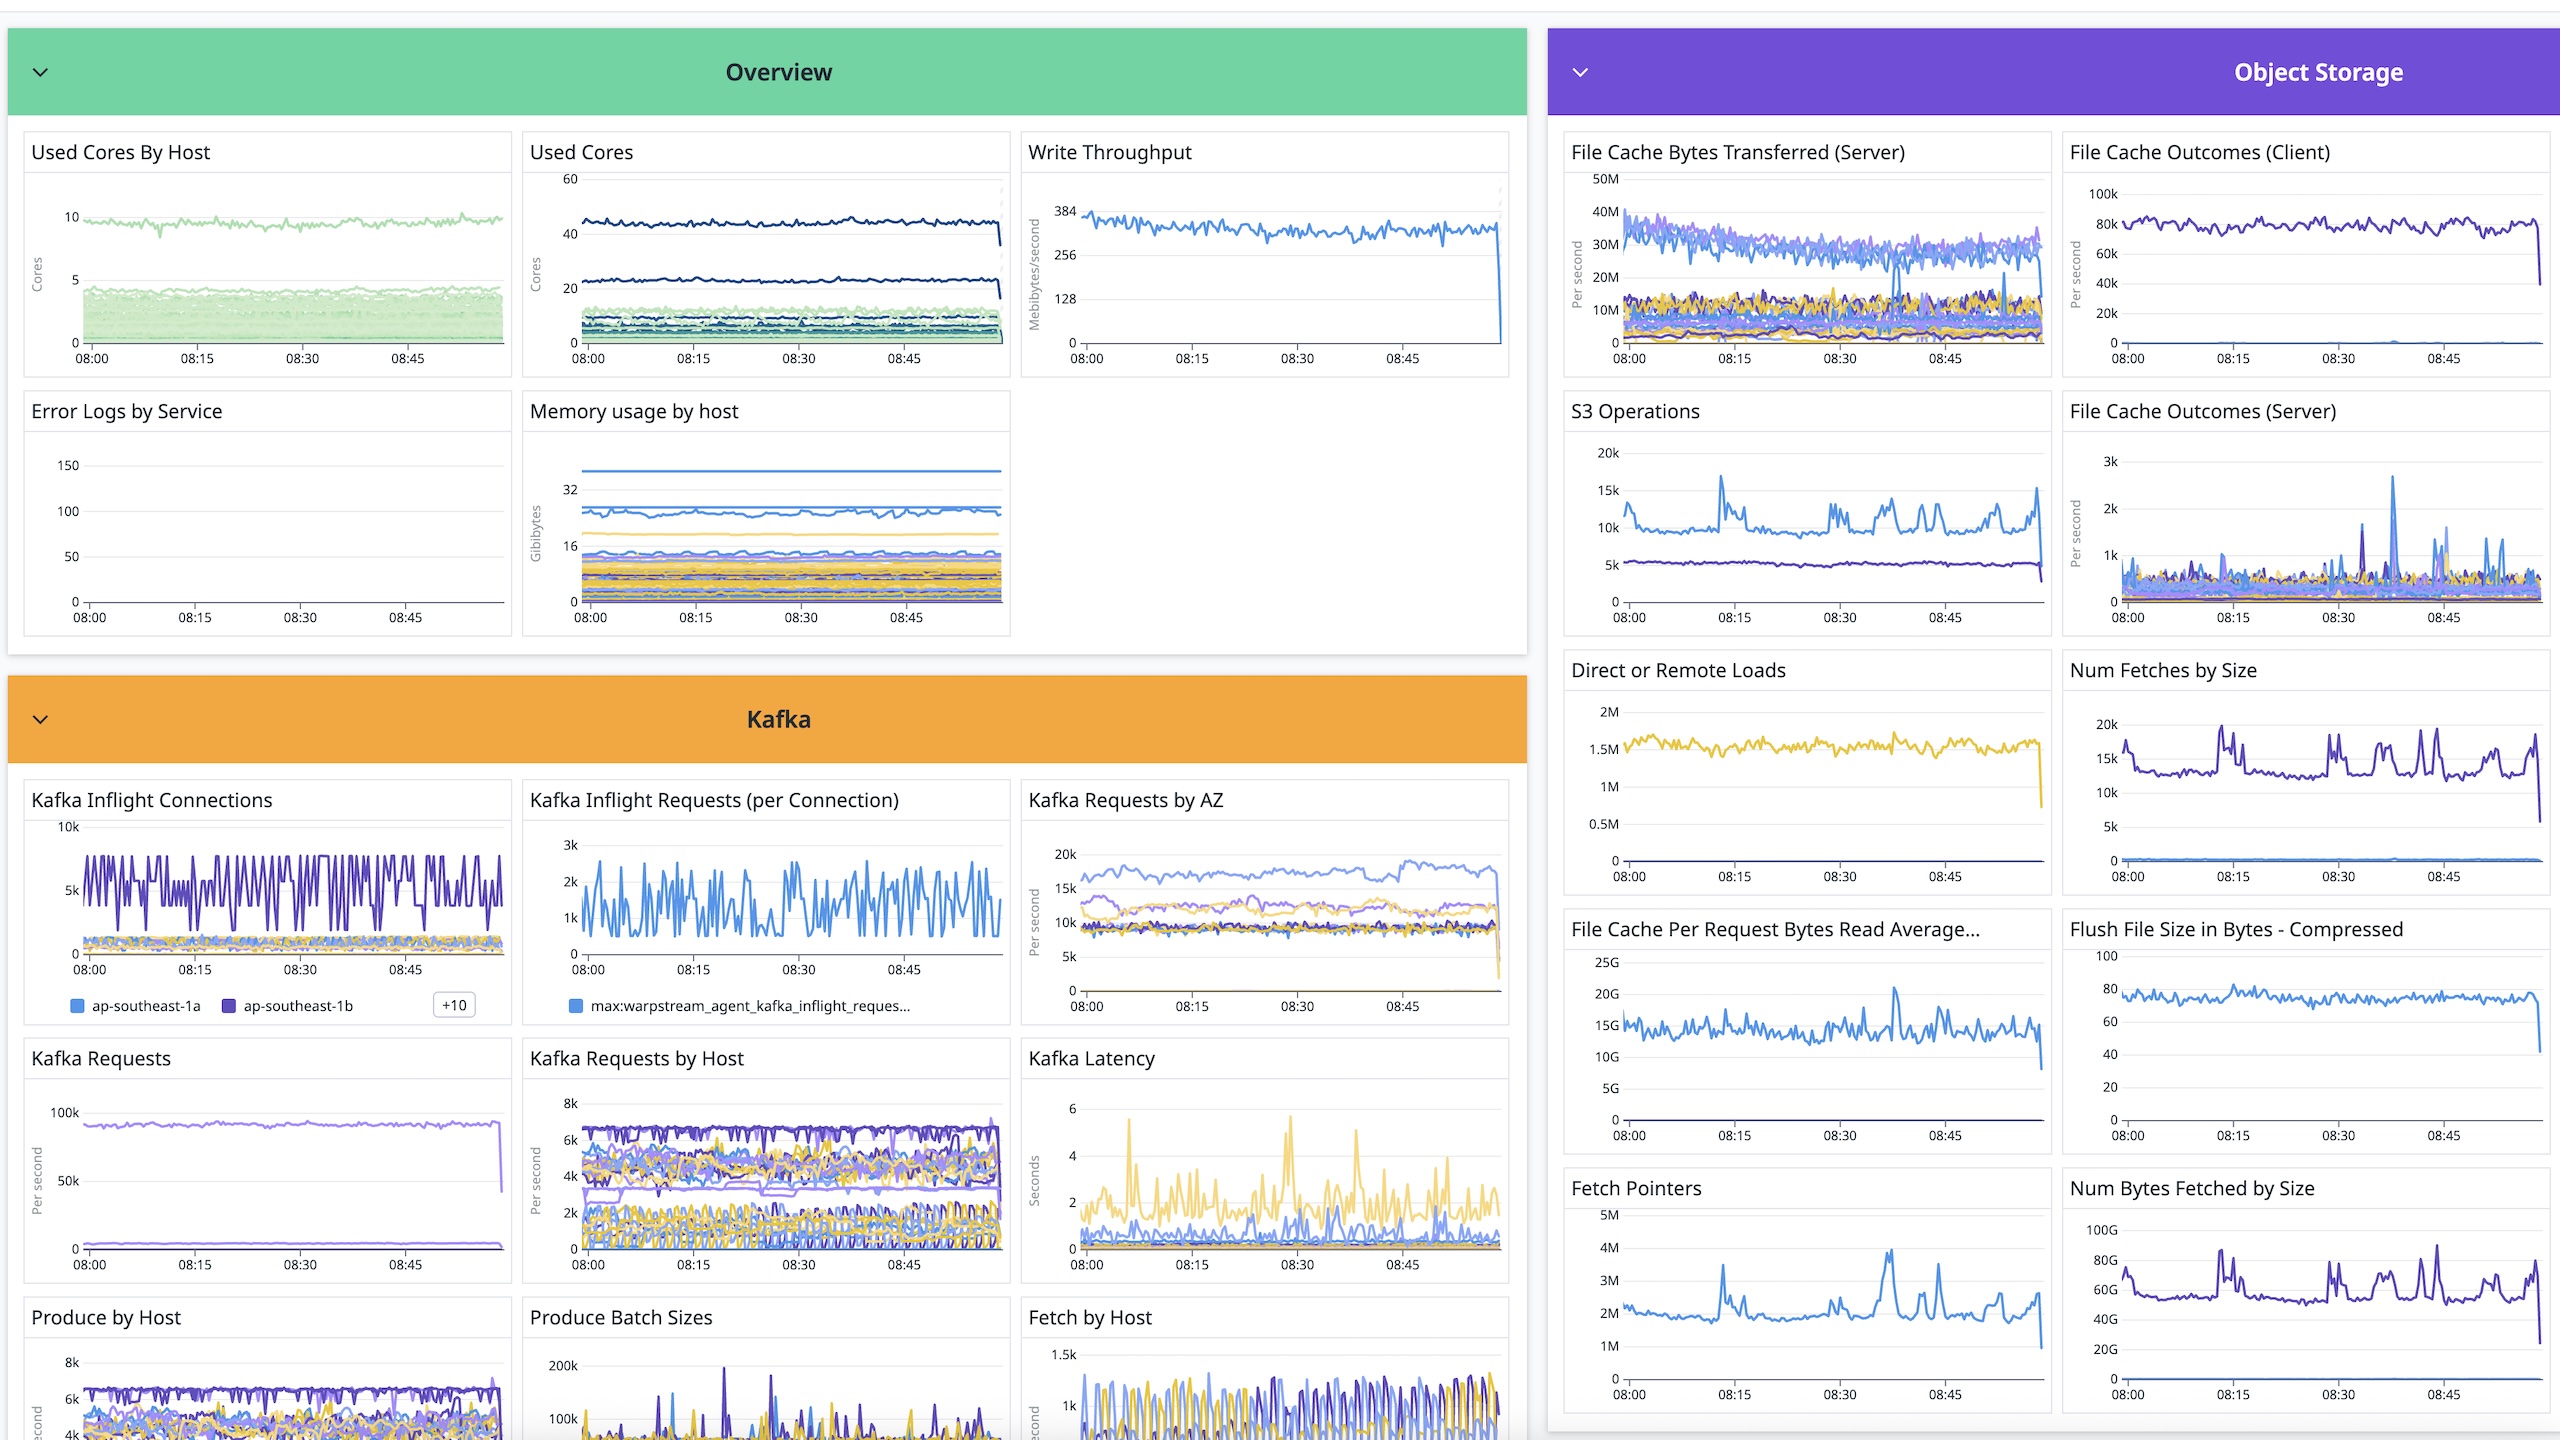 Overview
Used Cores By Host
Cores
10
5
0
08:00 08:15 08:30 08:45
Used Cores
Cores
60
40
20
0
08:00 08:15 08:30 08:45
Write Throughput
Mebibytes/second
384
256
128
0
08:00 08:15 08:30 08:45
Error Logs by Service
150
100
50
0
08:00 08:15 08:30 08:45
Memory usage by host
Gibibytes
32
16
0
08:00 08:15 08:30 08:45
Kafka
Kafka Inflight Connections
10k
5k
0
08:00 08:15 08:30 08:45
ap-southeast-1a ap-southeast-1b +10
Kafka Inflight Requests (per Connection)
3k
2k
1k
0
08:00 08:15 08:30 08:45
max:warpstream_agent_kafka_inflight_reques...
Kafka Requests by AZ
Per second
20k
15k
10k
5k
0
08:00 08:15 08:30 08:45
Kafka Requests
Per second
100k
50k
0
08:00 08:15 08:30 08:45
Kafka Requests by Host
Per second
8k
6k
4k
2k
0
08:00 08:15 08:30 08:45
Kafka Latency
Seconds
6
4
2
0
08:00 08:15 08:30 08:45
Produce by Host
econd
8k
6k
4k
Produce Batch Sizes
200k
100k
Fetch by Host
econd
1.5k
1k
Object Storage
File Cache Bytes Transferred (Server)
Per second
50M
40M
30M
20M
10M
0
08:00 08:15 08:30 08:45
File Cache Outcomes (Client)
Per second
100k
80k
60k
40k
20k
0
08:00 08:15 08:30 08:45
S3 Operations
20k
15k
10k
5k
0
08:00 08:15 08:30 08:45
File Cache Outcomes (Server)
Per second
3k
2k
1k
0
08:00 08:15 08:30 08:45
Direct or Remote Loads
2M
1.5M
1M
0.5M
0
08:00 08:15 08:30 08:45
Num Fetches by Size
20k
15k
10k
5k
0
08:00 08:15 08:30 08:45
File Cache Per Request Bytes Read Average...
25G
20G
15G
10G
5G
0
08:00 08:15 08:30 08:45
Flush File Size in Bytes - Compressed
100
80
60
40
20
0
08:00 08:15 08:30 08:45
Fetch Pointers
5M
4M
3M
2M
1M
0
08:00 08:15 08:30 08:45
Num Bytes Fetched by Size
100G
80G
60G
40G
20G
0
08:00 08:15 08:30 08:45